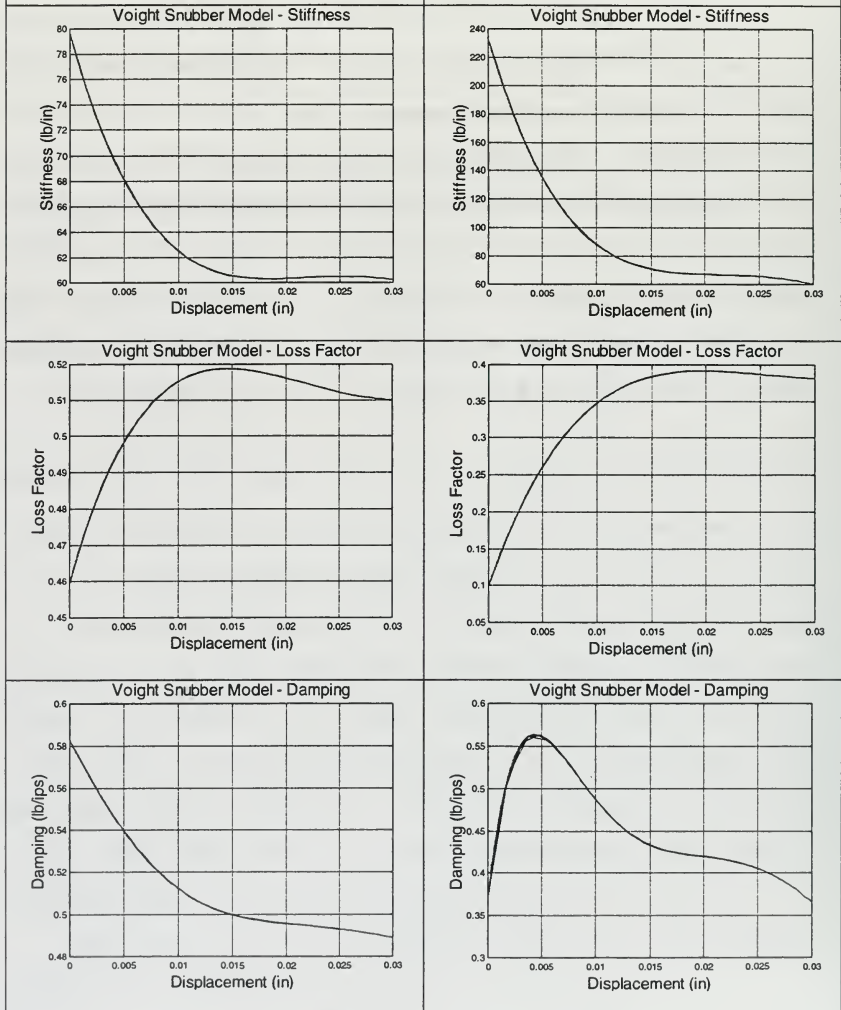 Voight Snubber Model - Stiffness
80
78
76
74
72
70
68
66
64
62
60
Stiffness (lb/in)
0 0.005 0.01 0.015 0.02 0.025 0.03
Displacement (in)
Voight Snubber Model - Stiffness
240
220
200
180
160
140
120
100
80
60
Stiffness (lb/in)
0 0.005 0.01 0.015 0.02 0.025 0.03
Displacement (in)
Voight Snubber Model - Loss Factor
0.52
0.51
0.5
0.49
0.48
0.47
0.46
0.45
Loss Factor
0 0.005 0.01 0.015 0.02 0.025 0.03
Displacement (in)
Voight Snubber Model - Loss Factor
0.4
0.35
0.3
0.25
0.2
0.15
0.1
0.05
Loss Factor
0 0.005 0.01 0.015 0.02 0.025 0.03
Displacement (in)
Voight Snubber Model - Damping
0.6
0.58
0.56
0.54
0.52
0.5
0.48
Damping (lb/ips)
0 0.005 0.01 0.015 0.02 0.025 0.03
Displacement (in)
Voight Snubber Model - Damping
0.6
0.55
0.5
0.45
0.4
0.35
0.3
Damping (lb/ips)
0 0.005 0.01 0.015 0.02 0.025 0.03
Displacement (in)